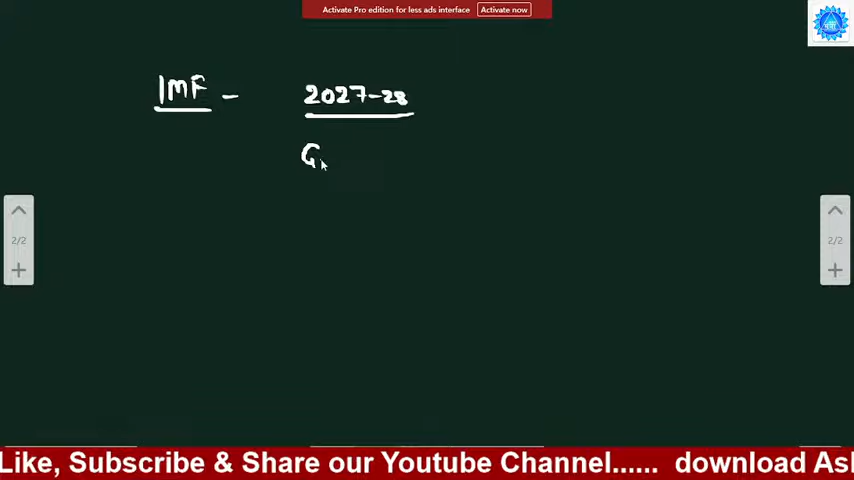 Activate Pro edition for less ads interface Activate now
IMF - 2027-28
G
2/2 2/2
Like, Subscribe & Share our Youtube Channel...... download Asl